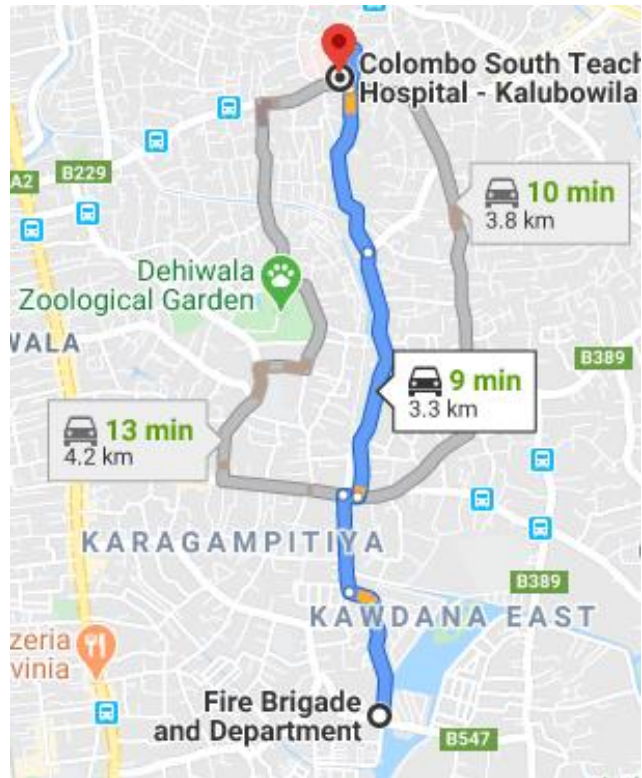 Colombo South Teach
Hospital - Kalubowila
A2
B229
10 min
3.8 km
Dehiwala
Zoological Garden
WALA
B389
9 min
3.3 km
13 min
4.2 km
KARAGAMPITIYA
B389
KAWDANA EAST
zeria
vinia
Fire Brigade
and Department
B547